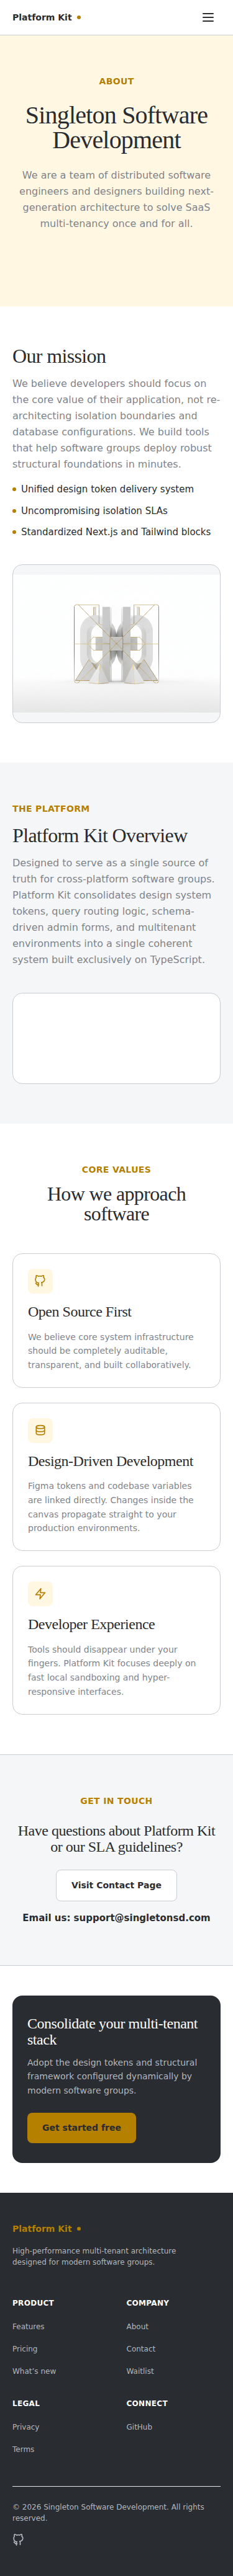 Platform Kit
ABOUT
Singleton Software
Development
We are a team of distributed software
engineers and designers building next-
generation architecture to solve SaaS
multi-tenancy once and for all.
Our mission
We believe developers should focus on
the core value of their application, not re-
architecting isolation boundaries and
database configurations. We build tools
that help software groups deploy robust
structural foundations in minutes.
Unified design token delivery system
Uncompromising isolation SLAs
Standardized Next.js and Tailwind blocks
THE PLATFORM
Platform Kit Overview
Designed to serve as a single source of
truth for cross-platform software groups.
Platform Kit consolidates design system
tokens, query routing logic, schema-
driven admin forms, and multitenant
environments into a single coherent
system built exclusively on TypeScript.
CORE VALUES
How we approach
software
Open Source First
We believe core system infrastructure
should be completely auditable,
transparent, and built collaboratively.
Design-Driven Development
Figma tokens and codebase variables
are linked directly. Changes inside the
canvas propagate straight to your
production environments.
Developer Experience
Tools should disappear under your
fingers. Platform Kit focuses deeply on
fast local sandboxing and hyper-
responsive interfaces.
GET IN TOUCH
Have questions about Platform Kit
or our SLA guidelines?
Visit Contact Page
Email us: support@singletonsd.com
Consolidate your multi-tenant
stack
Adopt the design tokens and structural
framework configured dynamically by
modern software groups.
Get started free
Platform Kit
High-performance multi-tenant architecture
designed for modern software groups.
PRODUCT
Features
Pricing
What's new
COMPANY
About
Contact
Waitlist
LEGAL
Privacy
Terms
CONNECT
GitHub
© 2026 Singleton Software Development. All rights
reserved.